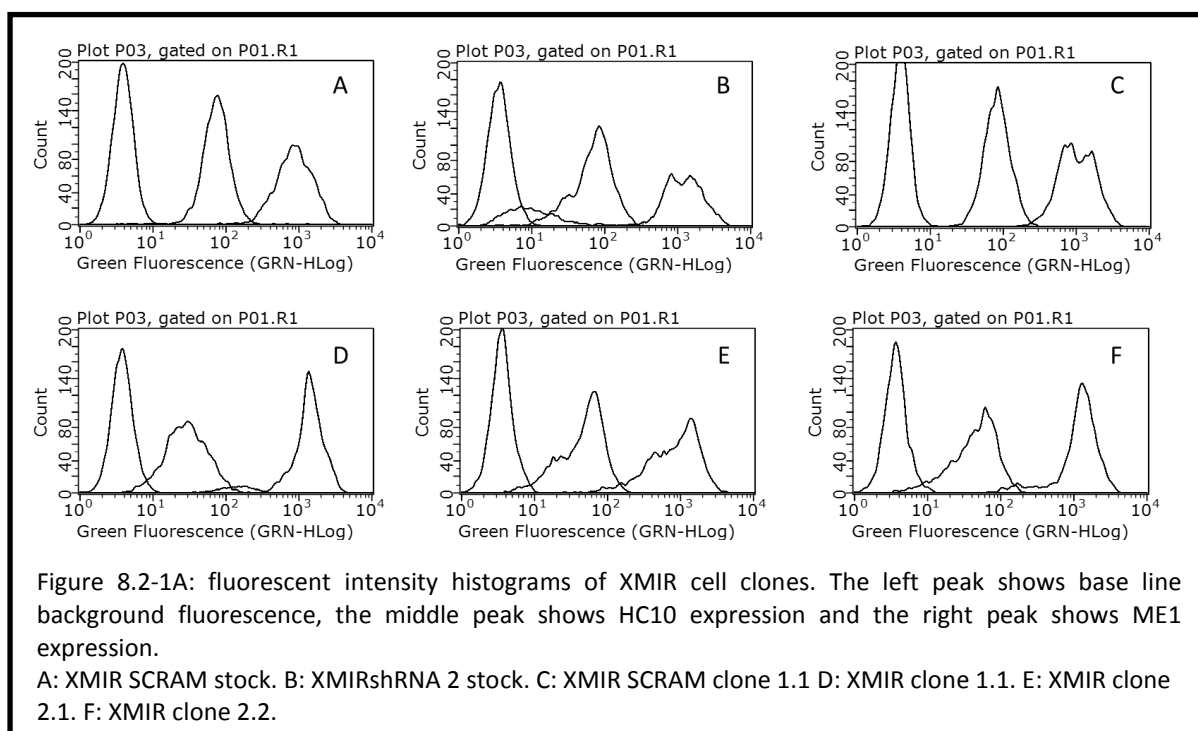 Plot P03, gated on P01.R1
A
Count
0 40 80 140 200
10^0 10^1 10^2 10^3 10^4
Green Fluorescence (GRN-HLog)
Plot P03, gated on P01.R1
B
Count
0 40 80 140 200
10^0 10^1 10^2 10^3 10^4
Green Fluorescence (GRN-HLog)
Plot P03, gated on P01.R1
C
Count
0 40 80 140 200
10^0 10^1 10^2 10^3 10^4
Green Fluorescence (GRN-HLog)
Plot P03, gated on P01.R1
D
Count
0 40 80 140 200
10^0 10^1 10^2 10^3 10^4
Green Fluorescence (GRN-HLog)
Plot P03, gated on P01.R1
E
Count
0 40 80 140 200
10^0 10^1 10^2 10^3 10^4
Green Fluorescence (GRN-HLog)
Plot P03, gated on P01.R1
F
Count
0 40 80 140 200
10^0 10^1 10^2 10^3 10^4
Green Fluorescence (GRN-HLog)
Figure 8.2-1A: fluorescent intensity histograms of XMIR cell clones. The left peak shows base line
background fluorescence, the middle peak shows HC10 expression and the right peak shows ME1
expression.
A: XMIR SCRAM stock. B: XMIRshRNA 2 stock. C: XMIR SCRAM clone 1.1 D: XMIR clone 1.1. E: XMIR clone
2.1. F: XMIR clone 2.2.